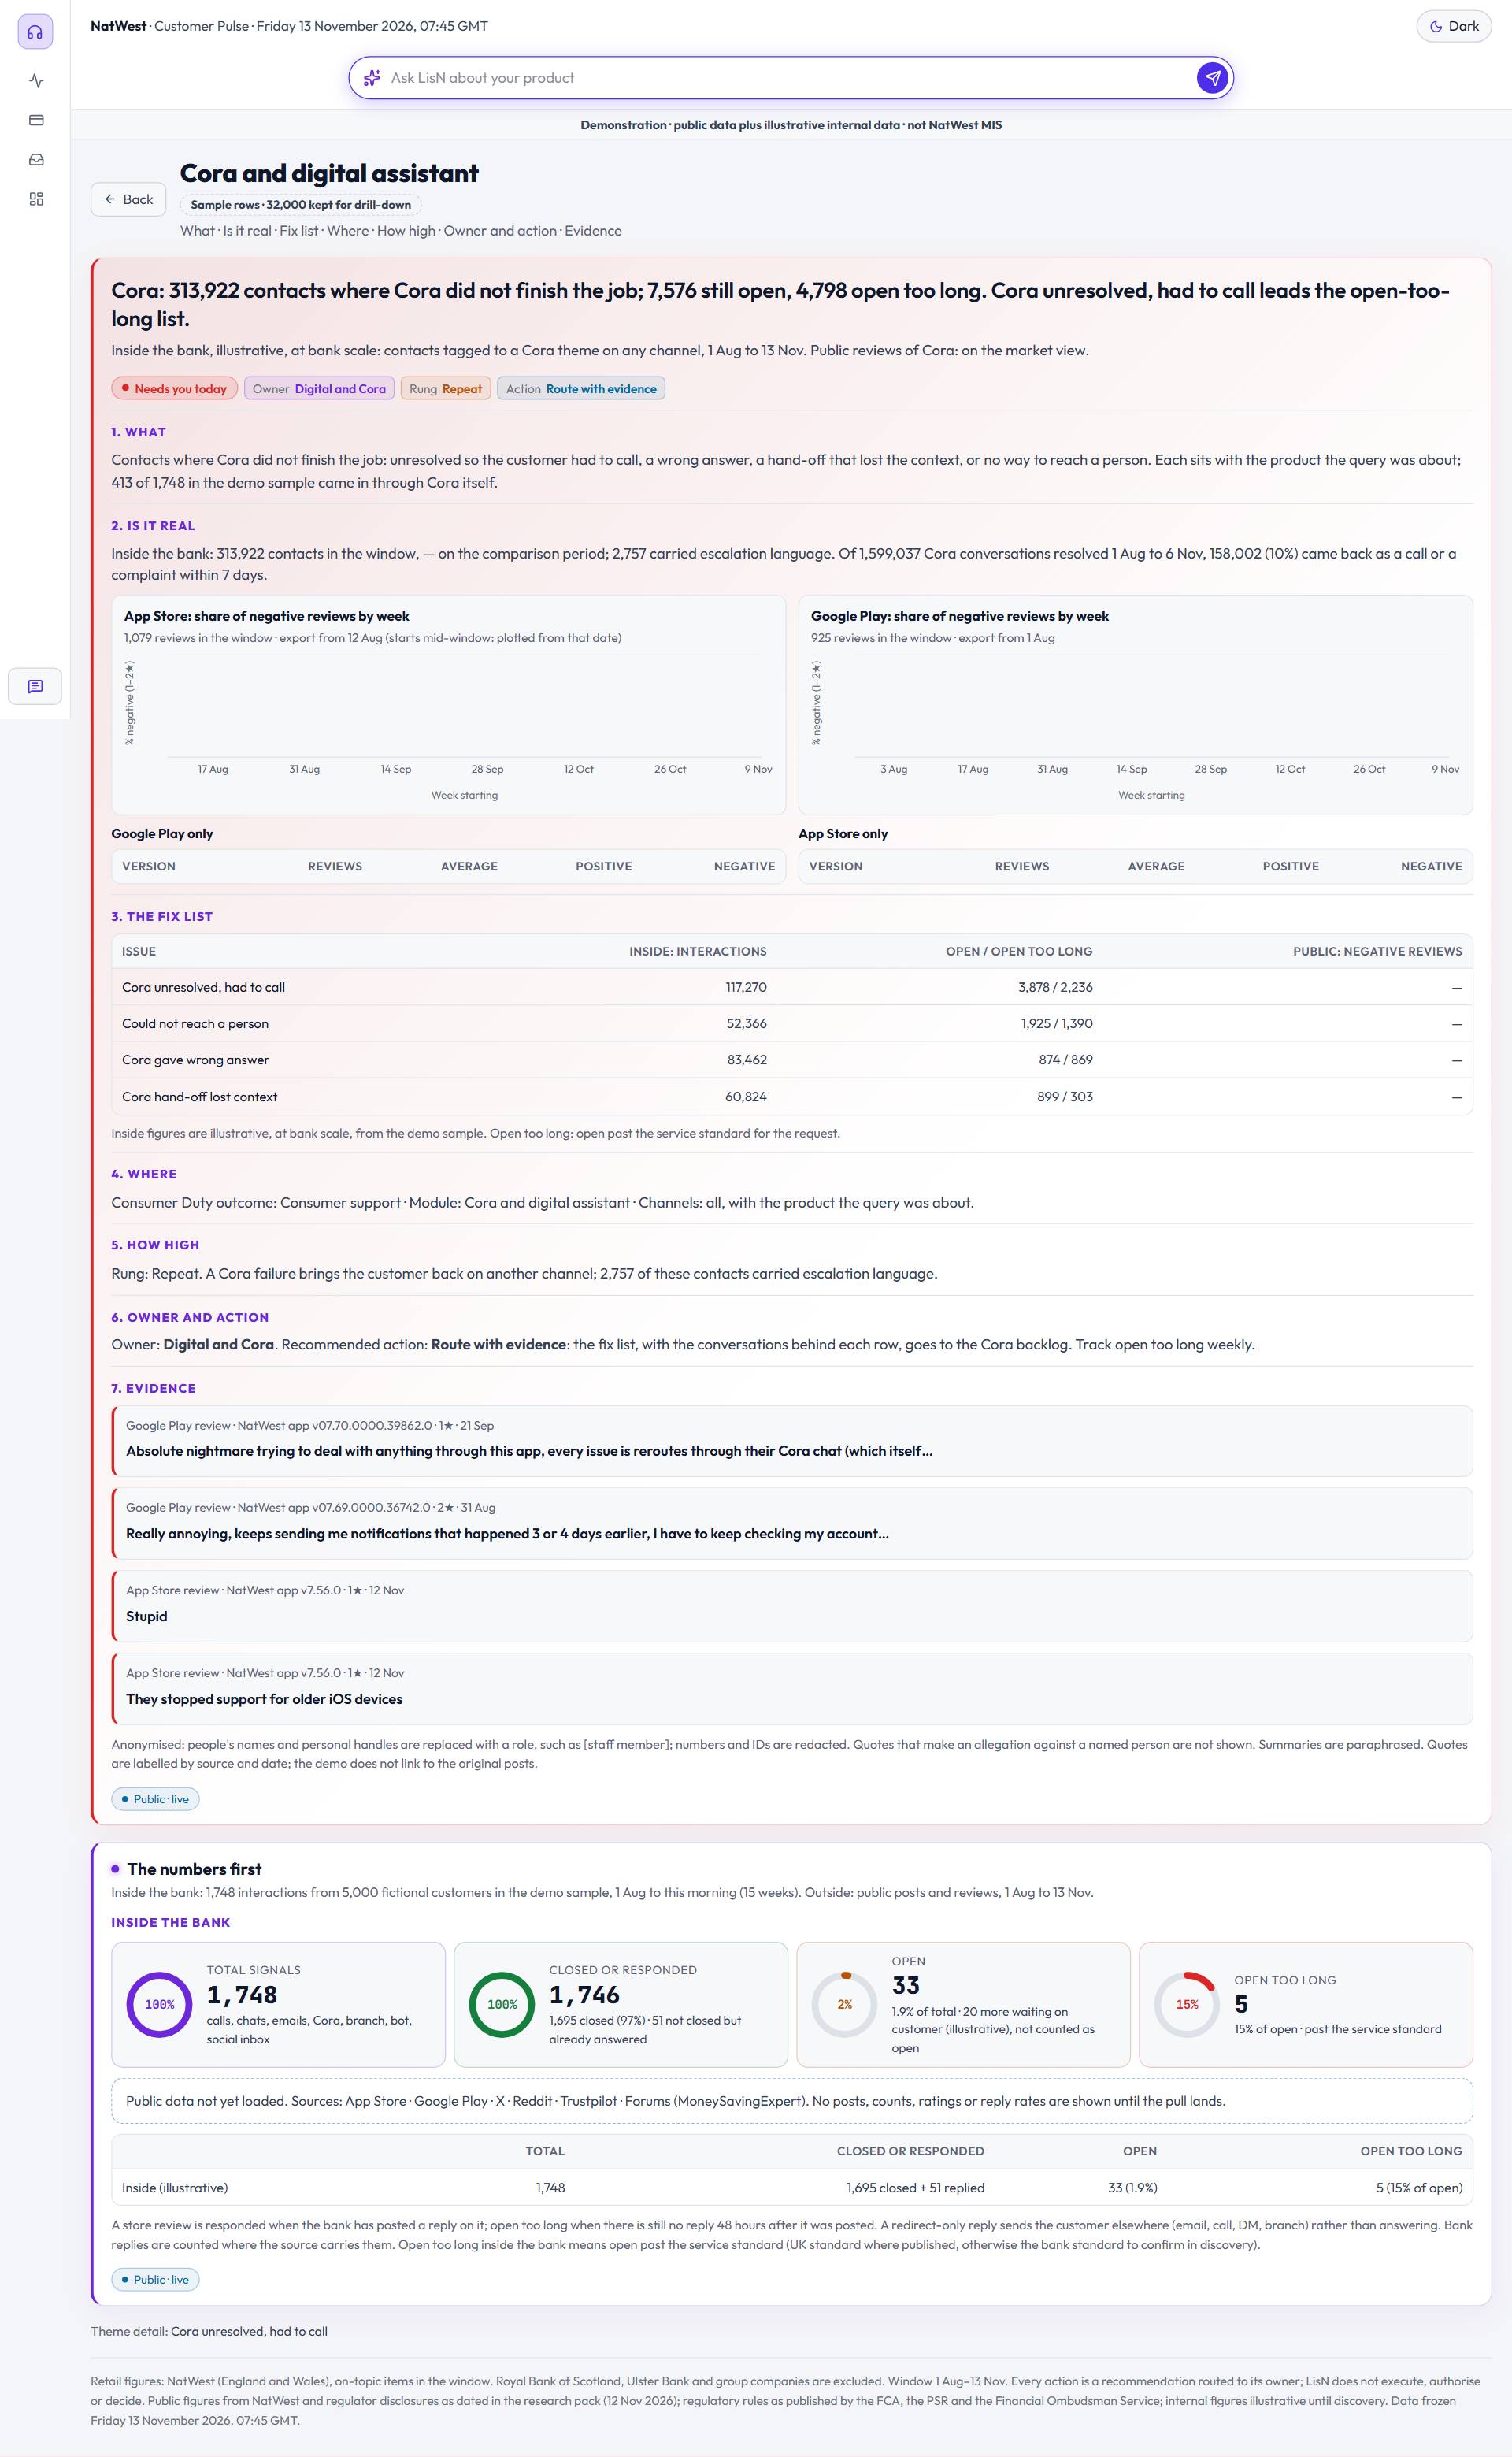 NatWest · Customer Pulse · Friday 13 November 2026, 07:45 GMT
Dark
Ask LisN about your product
Demonstration · public data plus illustrative internal data · not NatWest MIS
Back
Cora and digital assistant
Sample rows · 32,000 kept for drill-down
What · Is it real · Fix list · Where · How high · Owner and action · Evidence
Cora: 313,922 contacts where Cora did not finish the job; 7,576 still open, 4,798 open too long. Cora unresolved, had to call leads the open-too-
long list.
Inside the bank, illustrative, at bank scale: contacts tagged to a Cora theme on any channel, 1 Aug to 13 Nov. Public reviews of Cora: on the market view.
Needs you today
Owner Digital and Cora
Rung Repeat
Action Route with evidence
1. WHAT
Contacts where Cora did not finish the job: unresolved so the customer had to call, a wrong answer, a hand-off that lost the context, or no way to reach a person. Each sits with the product the query was about;
413 of 1,748 in the demo sample came in through Cora itself.
2. IS IT REAL
Inside the bank: 313,922 contacts in the window, — on the comparison period; 2,757 carried escalation language. Of 1,599,037 Cora conversations resolved 1 Aug to 6 Nov, 158,002 (10%) came back as a call or a
complaint within 7 days.
App Store: share of negative reviews by week
1,079 reviews in the window · export from 12 Aug (starts mid-window: plotted from that date)
% negative (1–2★)
17 Aug 31 Aug 14 Sep 28 Sep 12 Oct 26 Oct 9 Nov
Week starting
Google Play: share of negative reviews by week
925 reviews in the window · export from 1 Aug
% negative (1–2★)
3 Aug 17 Aug 31 Aug 14 Sep 28 Sep 12 Oct 26 Oct 9 Nov
Week starting
Google Play only
VERSION REVIEWS AVERAGE POSITIVE NEGATIVE
App Store only
VERSION REVIEWS AVERAGE POSITIVE NEGATIVE
3. THE FIX LIST
ISSUE INSIDE: INTERACTIONS OPEN / OPEN TOO LONG PUBLIC: NEGATIVE REVIEWS
Cora unresolved, had to call 117,270 3,878 / 2,236 —
Could not reach a person 52,366 1,925 / 1,390 —
Cora gave wrong answer 83,462 874 / 869 —
Cora hand-off lost context 60,824 899 / 303 —
Inside figures are illustrative, at bank scale, from the demo sample. Open too long: open past the service standard for the request.
4. WHERE
Consumer Duty outcome: Consumer support · Module: Cora and digital assistant · Channels: all, with the product the query was about.
5. HOW HIGH
Rung: Repeat. A Cora failure brings the customer back on another channel; 2,757 of these contacts carried escalation language.
6. OWNER AND ACTION
Owner: Digital and Cora. Recommended action: Route with evidence: the fix list, with the conversations behind each row, goes to the Cora backlog. Track open too long weekly.
7. EVIDENCE
Google Play review · NatWest app v07.70.0000.39862.0 · 1★ · 21 Sep
Absolute nightmare trying to deal with anything through this app, every issue is reroutes through their Cora chat (which itself…
Google Play review · NatWest app v07.69.0000.36742.0 · 2★ · 31 Aug
Really annoying, keeps sending me notifications that happened 3 or 4 days earlier, I have to keep checking my account…
App Store review · NatWest app v7.56.0 · 1★ · 12 Nov
Stupid
App Store review · NatWest app v7.56.0 · 1★ · 12 Nov
They stopped support for older iOS devices
Anonymised: people's names and personal handles are replaced with a role, such as [staff member]; numbers and IDs are redacted. Quotes that make an allegation against a named person are not shown. Summaries are paraphrased. Quotes
are labelled by source and date; the demo does not link to the original posts.
Public · live
The numbers first
Inside the bank: 1,748 interactions from 5,000 fictional customers in the demo sample, 1 Aug to this morning (15 weeks). Outside: public posts and reviews, 1 Aug to 13 Nov.
INSIDE THE BANK
100%
TOTAL SIGNALS
1,748
calls, chats, emails, Cora, branch, bot,
social inbox
100%
CLOSED OR RESPONDED
1,746
1,695 closed (97%) · 51 not closed but
already answered
2%
OPEN
33
1.9% of total · 20 more waiting on
customer (illustrative), not counted as
open
15%
OPEN TOO LONG
5
15% of open · past the service standard
Public data not yet loaded. Sources: App Store · Google Play · X · Reddit · Trustpilot · Forums (MoneySavingExpert). No posts, counts, ratings or reply rates are shown until the pull lands.
TOTAL CLOSED OR RESPONDED OPEN OPEN TOO LONG
Inside (illustrative) 1,748 1,695 closed + 51 replied 33 (1.9%) 5 (15% of open)
A store review is responded when the bank has posted a reply on it; open too long when there is still no reply 48 hours after it was posted. A redirect-only reply sends the customer elsewhere (email, call, DM, branch) rather than answering. Bank
replies are counted where the source carries them. Open too long inside the bank means open past the service standard (UK standard where published, otherwise the bank standard to confirm in discovery).
Public · live
Theme detail: Cora unresolved, had to call
Retail figures: NatWest (England and Wales), on-topic items in the window. Royal Bank of Scotland, Ulster Bank and group companies are excluded. Window 1 Aug–13 Nov. Every action is a recommendation routed to its owner; LisN does not execute, authorise
or decide. Public figures from NatWest and regulator disclosures as dated in the research pack (12 Nov 2026); regulatory rules as published by the FCA, the PSR and the Financial Ombudsman Service; internal figures illustrative until discovery. Data frozen
Friday 13 November 2026, 07:45 GMT.